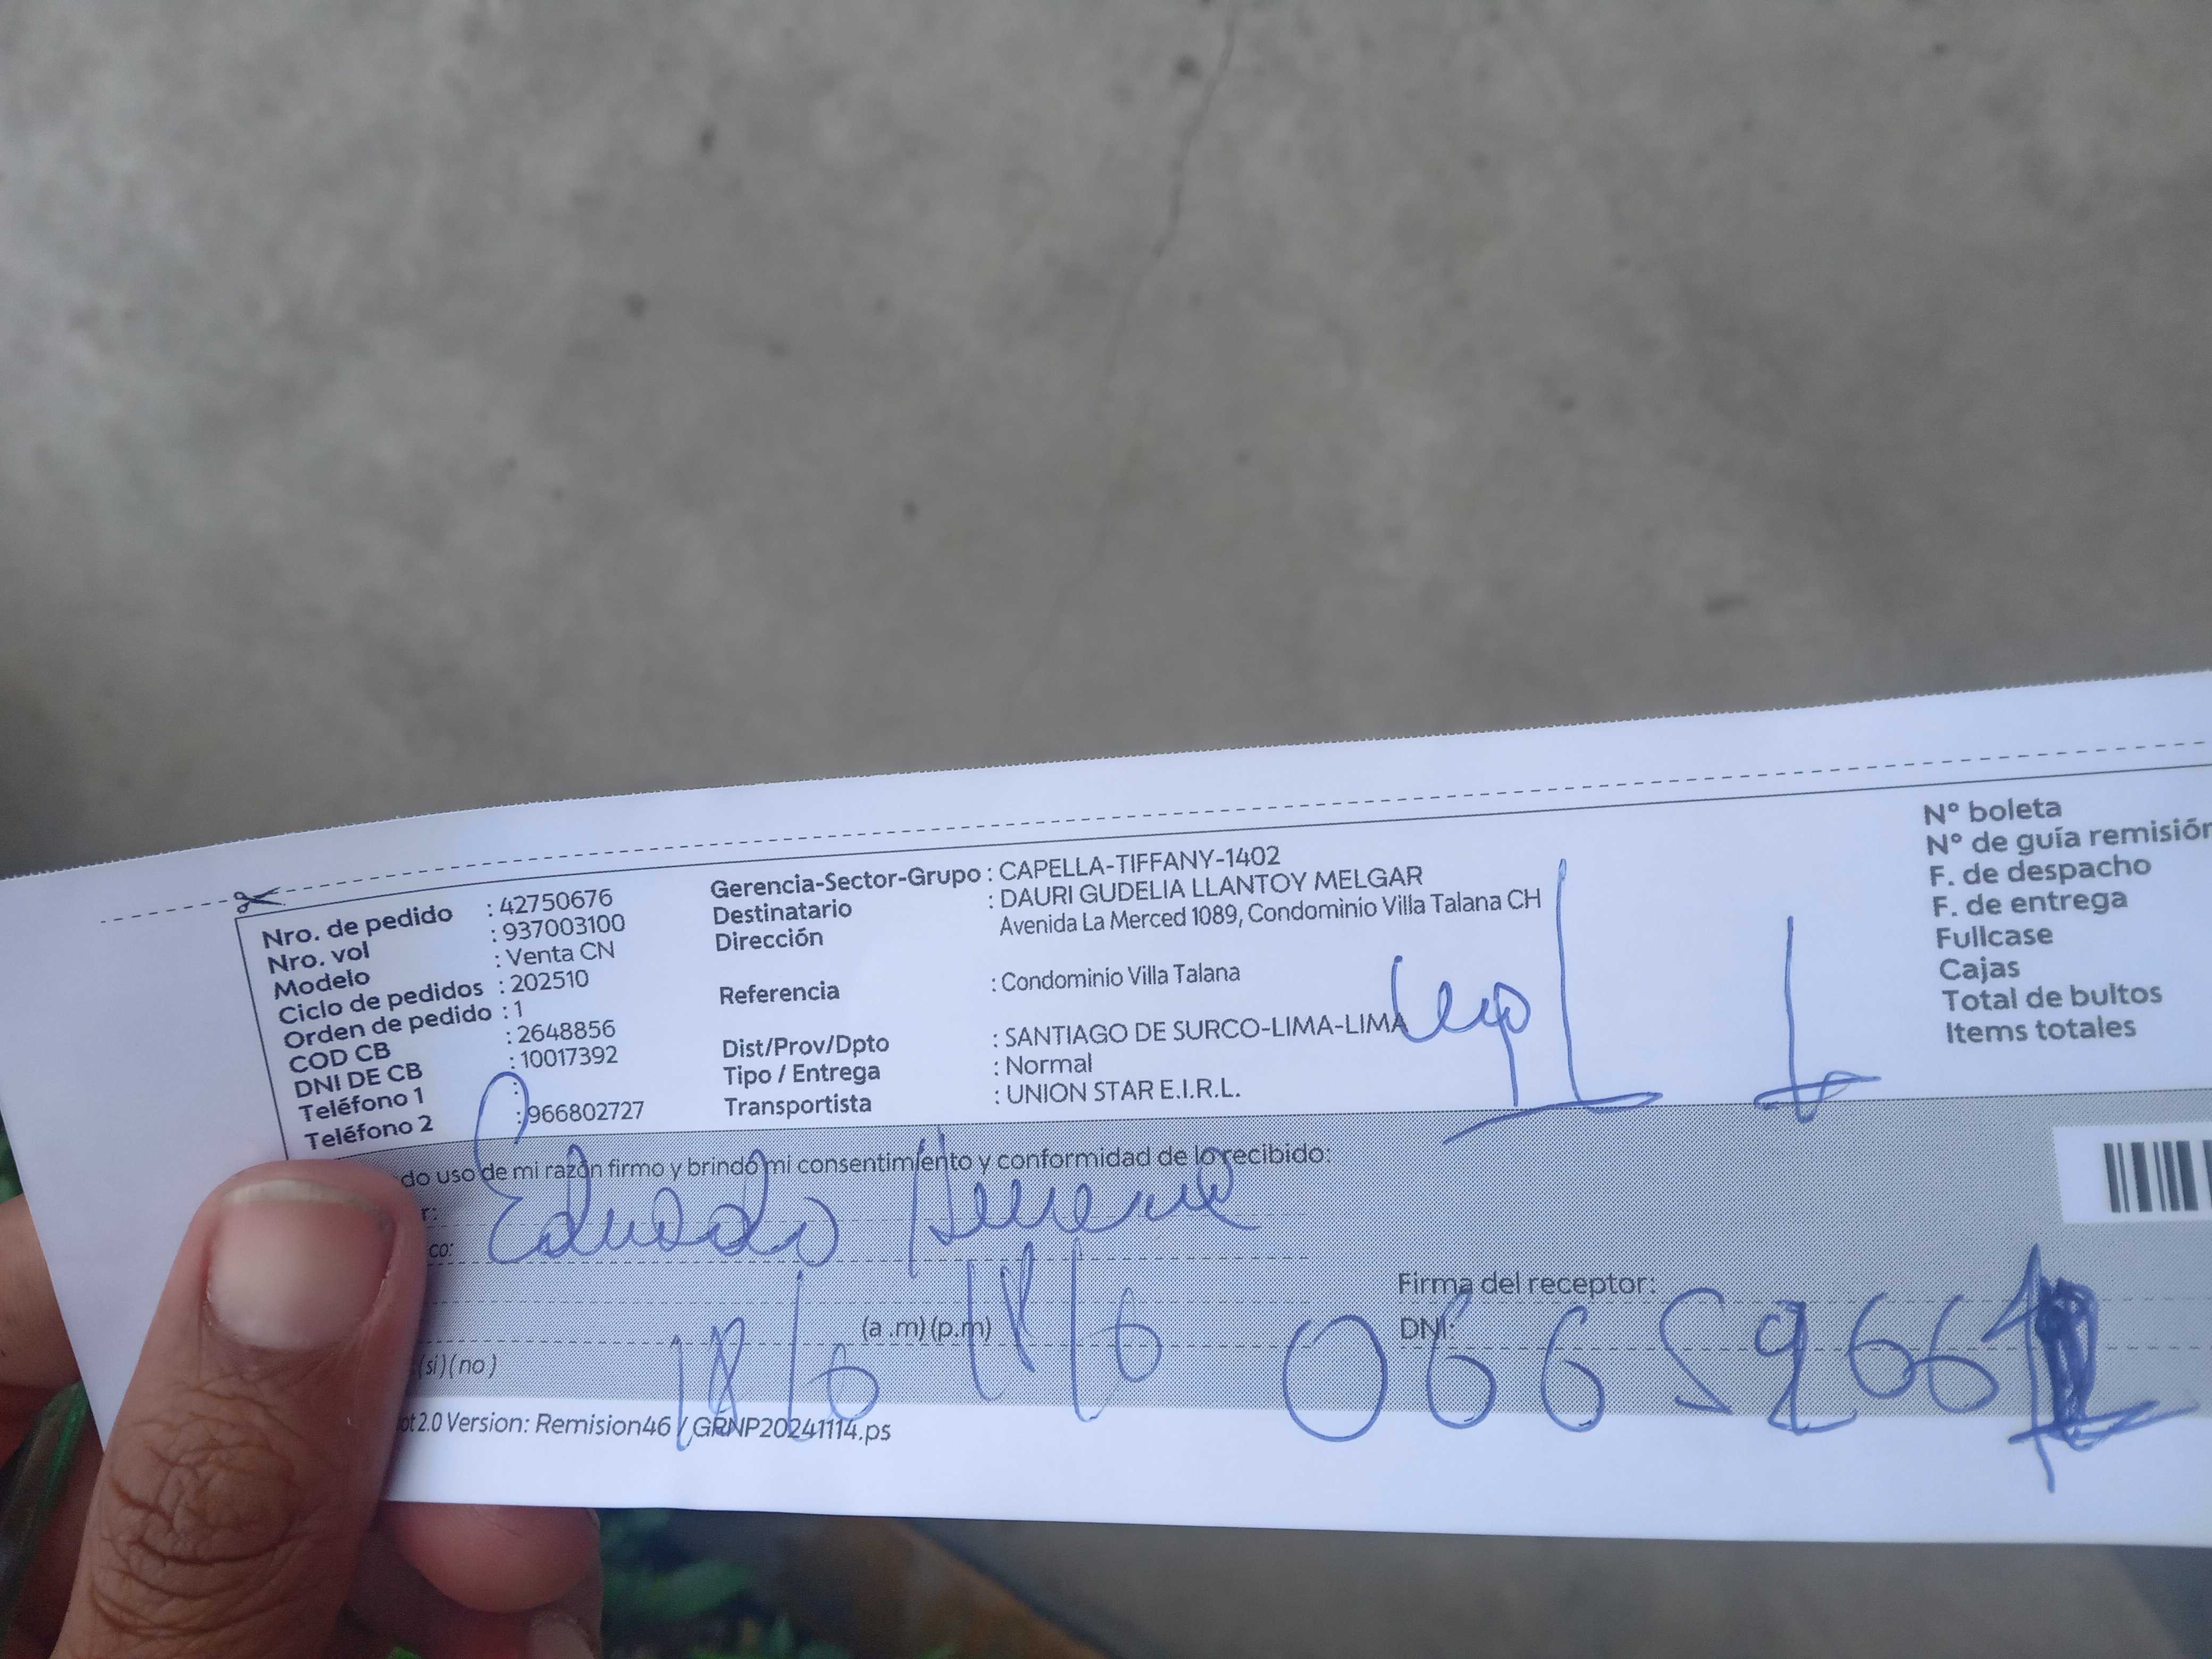 Nro. de pedido : 42750676
Nro. vol : 937003100
Modelo : Venta CN
Ciclo de pedidos : 202510
Orden de pedido : 1
COD CB : 2648856
DNI DE CB : 10017392
Teléfono 1 :
Teléfono 2 : 966802727
Gerencia-Sector-Grupo : CAPELLA-TIFFANY-1402
Destinatario : DAURI GUDELIA LLANTOY MELGAR
Dirección Avenida La Merced 1089, Condominio Villa Talana CH
Referencia : Condominio Villa Talana
Dist/Prov/Dpto : SANTIAGO DE SURCO-LIMA-LIMA
Tipo / Entrega : Normal
Transportista : UNION STAR E.I.R.L.
N° boleta
N° de guía remisión
F. de despacho
F. de entrega
Fullcase
Cajas
Total de bultos
Items totales
do uso de mi razón firmo y brindo mi consentimiento y conformidad de lo recibido:
r:
co:
Eduardo
Firma del receptor:
(a .m) (p.m) DNI:
18/6 18/6
(si) (no)
2.0 Version: Remision46 / GRNP20241114.ps